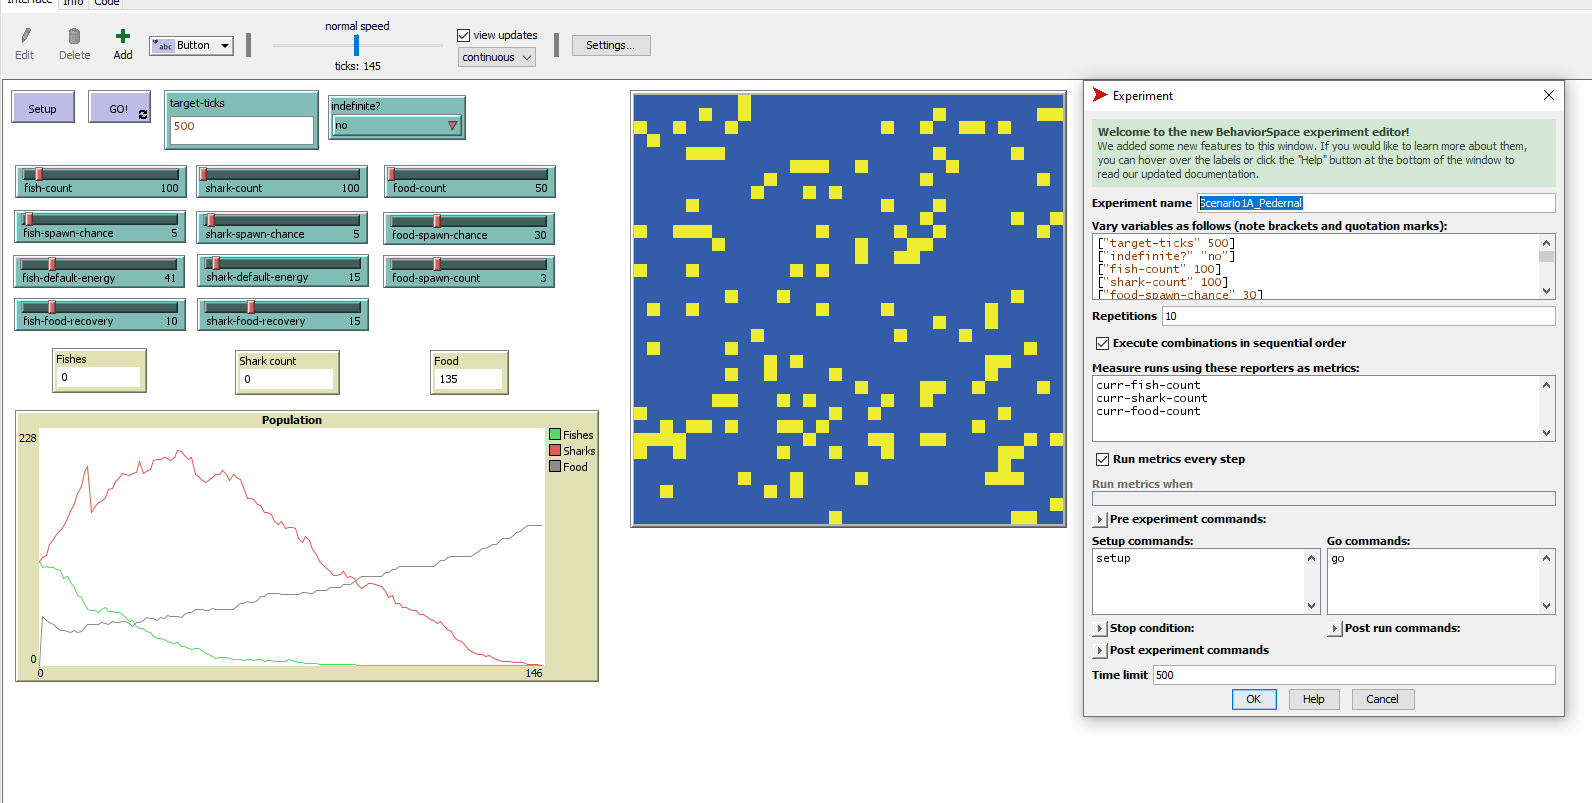 Interface Info Code
Edit
Delete
Add
abc Button
normal speed
ticks: 145
view updates
continuous
Settings...
Setup
GO!
target-ticks
500
indefinite?
no
fish-count 100
shark-count 100
food-count 50
fish-spawn-chance 5
shark-spawn-chance 5
food-spawn-chance 30
fish-default-energy 41
shark-default-energy 15
food-spawn-count 3
fish-food-recovery 10
shark-food-recovery 15
Fishes
0
Shark count
0
Food
135
Population
228
0
0
146
Fishes
Sharks
Food
Experiment
Welcome to the new BehaviorSpace experiment editor!
We added some new features to this window. If you would like to learn more about them,
you can hover over the labels or click the "Help" button at the bottom of the window to
read our updated documentation.
Experiment name Scenario1A_Pedernal
Vary variables as follows (note brackets and quotation marks):
["target-ticks" 500]
["indefinite?" "no"]
["fish-count" 100]
["shark-count" 100]
["food-spawn-chance" 30]
Repetitions 10
Execute combinations in sequential order
Measure runs using these reporters as metrics:
curr-fish-count
curr-shark-count
curr-food-count
Run metrics every step
Run metrics when
Pre experiment commands:
Setup commands:
setup
Go commands:
go
Stop condition:
Post run commands:
Post experiment commands
Time limit 500
OK
Help
Cancel